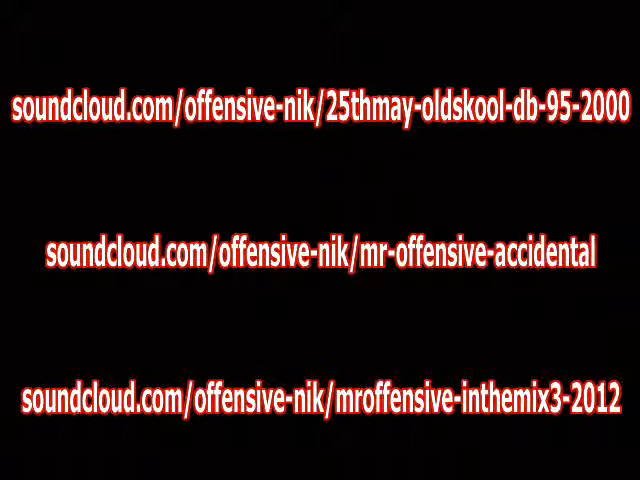 soundcloud.com/offensive-nik/25thmay-oldskool-db-95-2000
soundcloud.com/offensive-nik/mr-offensive-accidental
soundcloud.com/offensive-nik/mroffensive-inthemix3-2012